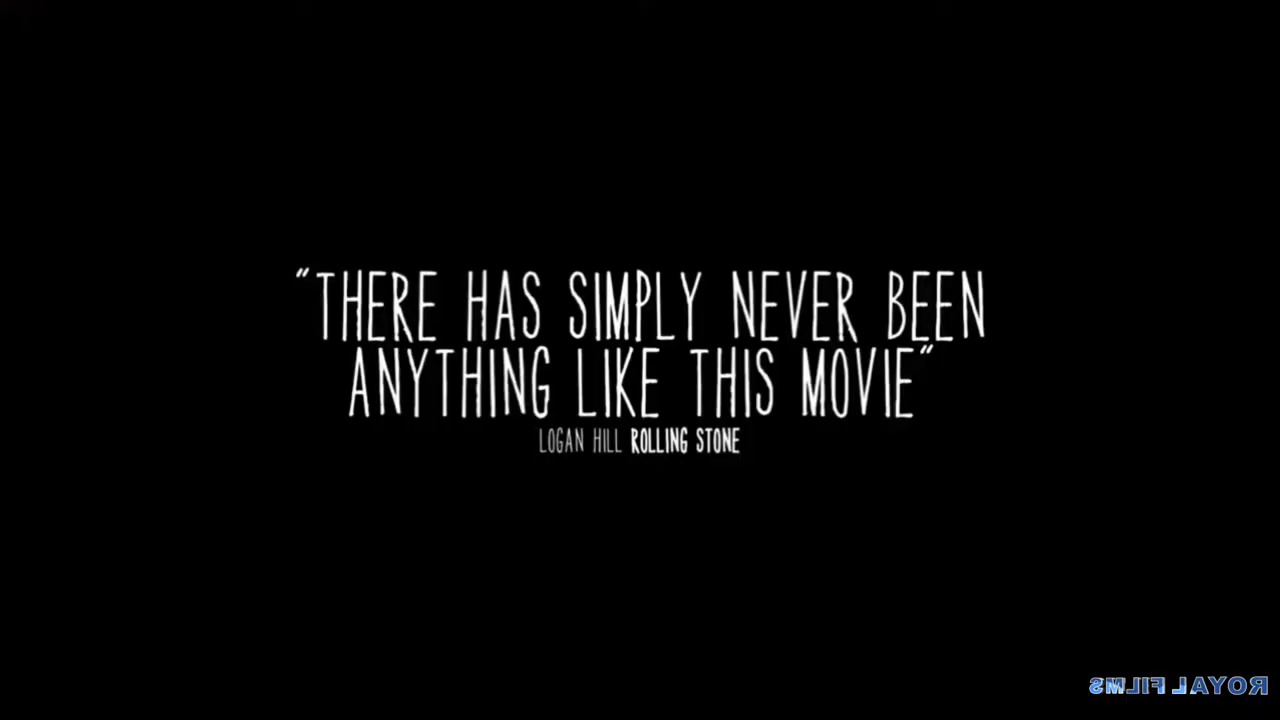 “THERE HAS SIMPLY NEVER BEEN
ANYTHING LIKE THIS MOVIE”
LOGAN HILL ROLLING STONE
ROYAL FILMS